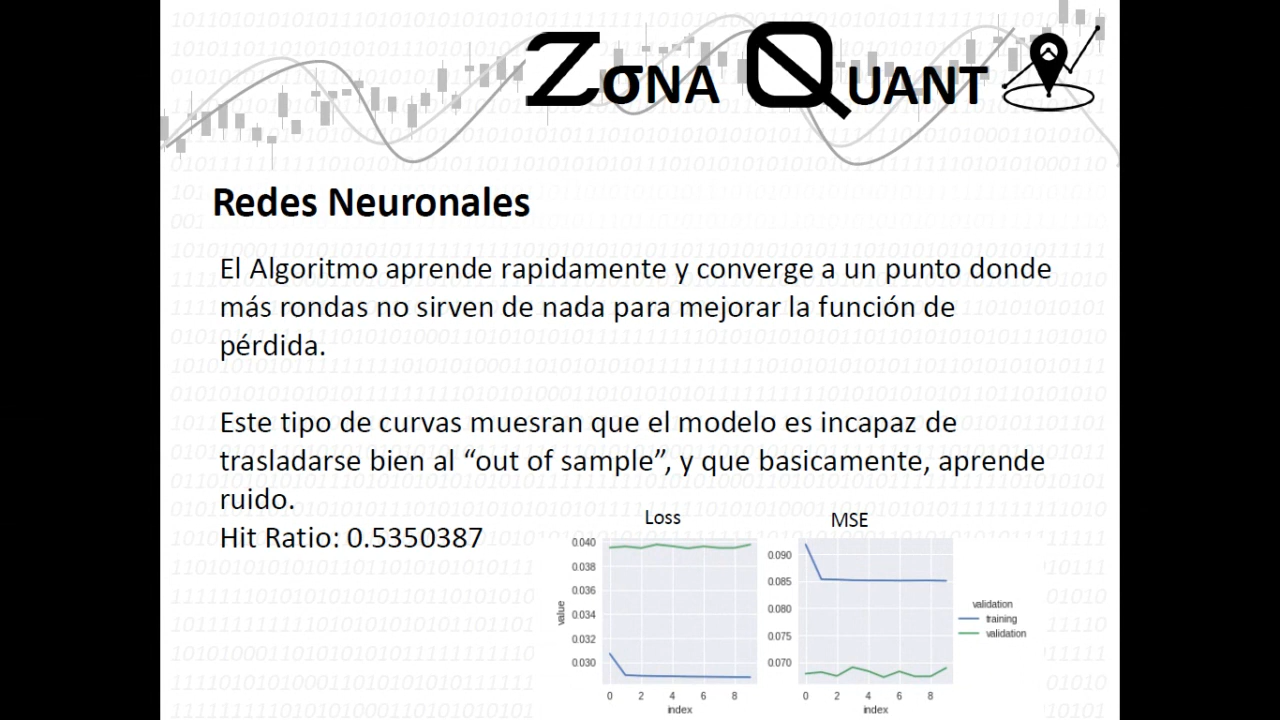 ZσNA QUANT
Redes Neuronales
El Algoritmo aprende rapidamente y converge a un punto donde
más rondas no sirven de nada para mejorar la función de
pérdida.
Este tipo de curvas muesran que el modelo es incapaz de
trasladarse bien al “out of sample”, y que basicamente, aprende
ruido.
Hit Ratio: 0.5350387
Loss
MSE
0.040
0.038
0.036
0.034
0.032
0.030
value
0 2 4 6 8
index
0.090
0.085
0.080
0.075
0.070
0 2 4 6 8
index
validation
training
validation